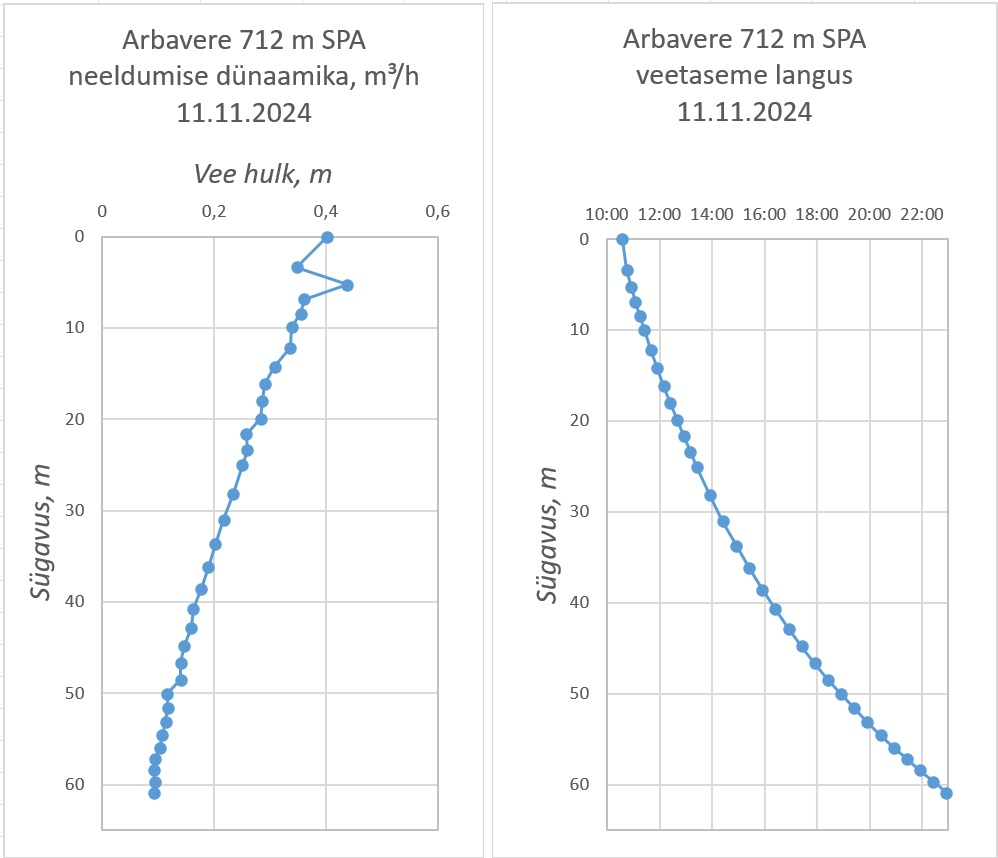 Arbavere 712 m SPA
neeldumise dünaamika, m³/h
11.11.2024
Vee hulk, m
0 0,2 0,4 0,6
0
10
20
30
40
50
60
Sügavus, m
Arbavere 712 m SPA
veetaseme langus
11.11.2024
10:00 12:00 14:00 16:00 18:00 20:00 22:00
0
10
20
30
40
50
60
Sügavus, m